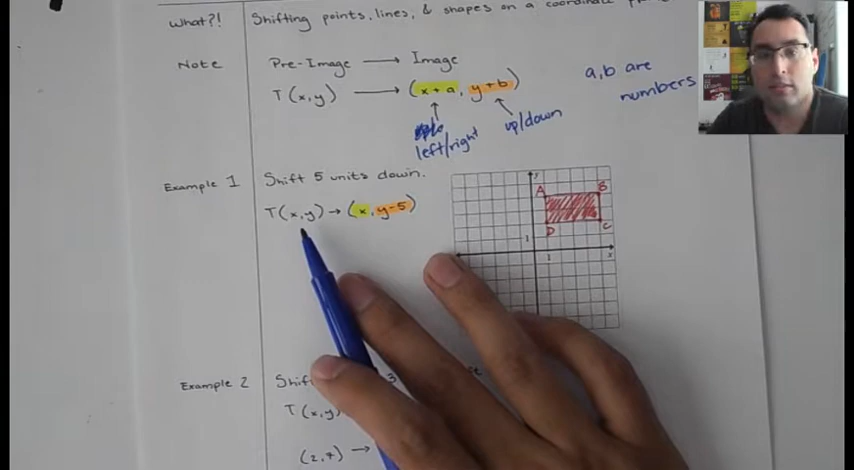 What?! Shifting points, lines, & shapes on a coordinate
Note Pre-Image → Image
T(x,y) → (x+a, y+b)
a,b are
numbers
left/right
up/down
Example 1 Shift 5 units down.
T(x,y) → (x, y-5)
y
A B
D C
1
1 x
Example 2 3
T(x,y)
(2,7) →